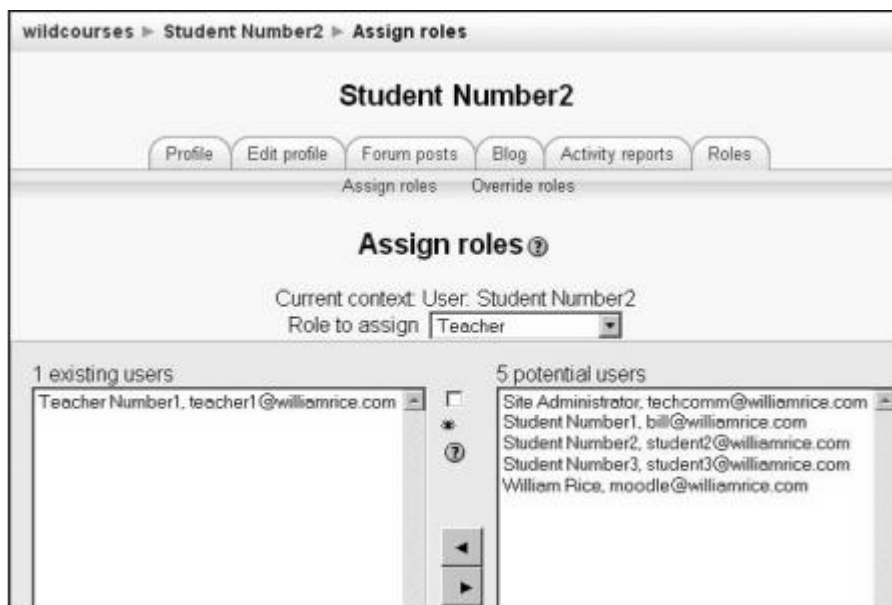 wildcourses ► Student Number2 ► Assign roles
Student Number2
Profile Edit profile Forum posts Blog Activity reports Roles
Assign roles Override roles
Assign roles ?
Current context: User: Student Number2
Role to assign Teacher
1 existing users
Teacher Number1, teacher1@williamrice.com
?
5 potential users
Site Administrator, techcomm@williamrice.com
Student Number1, bill@williamrice.com
Student Number2, student2@williamrice.com
Student Number3, student3@williamrice.com
William Rice, moodle@williamrice.com